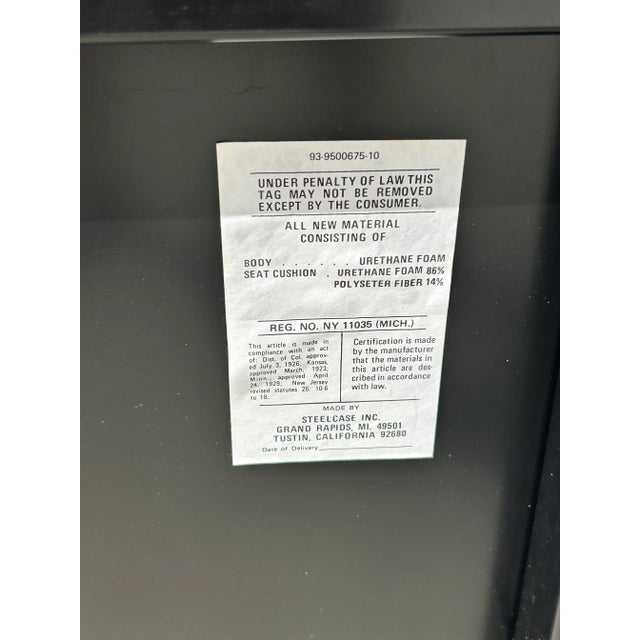 93-9500675-10
UNDER PENALTY OF LAW THIS
TAG MAY NOT BE REMOVED
EXCEPT BY THE CONSUMER.
ALL NEW MATERIAL
CONSISTING OF
BODY . . . . . . URETHANE FOAM
SEAT CUSHION . URETHANE FOAM 86%
POLYSETER FIBER 14%
REG. NO. NY 11035 (MICH.)
This article is made in
compliance with an act
of: Dist. of Col. approv-
ed July 3, 1926; Kansas,
approved March, 1923;
Minn., approved April
24, 1929; New Jersey
revised statutes 26: 10-6
to 18.
Certification is made
by the manufacturer
that the materials in
this article are des-
cribed in accordance
with law.
MADE BY
STEELCASE INC.
GRAND RAPIDS, MI. 49501
TUSTIN, CALIFORNIA 92680
Date of Delivery